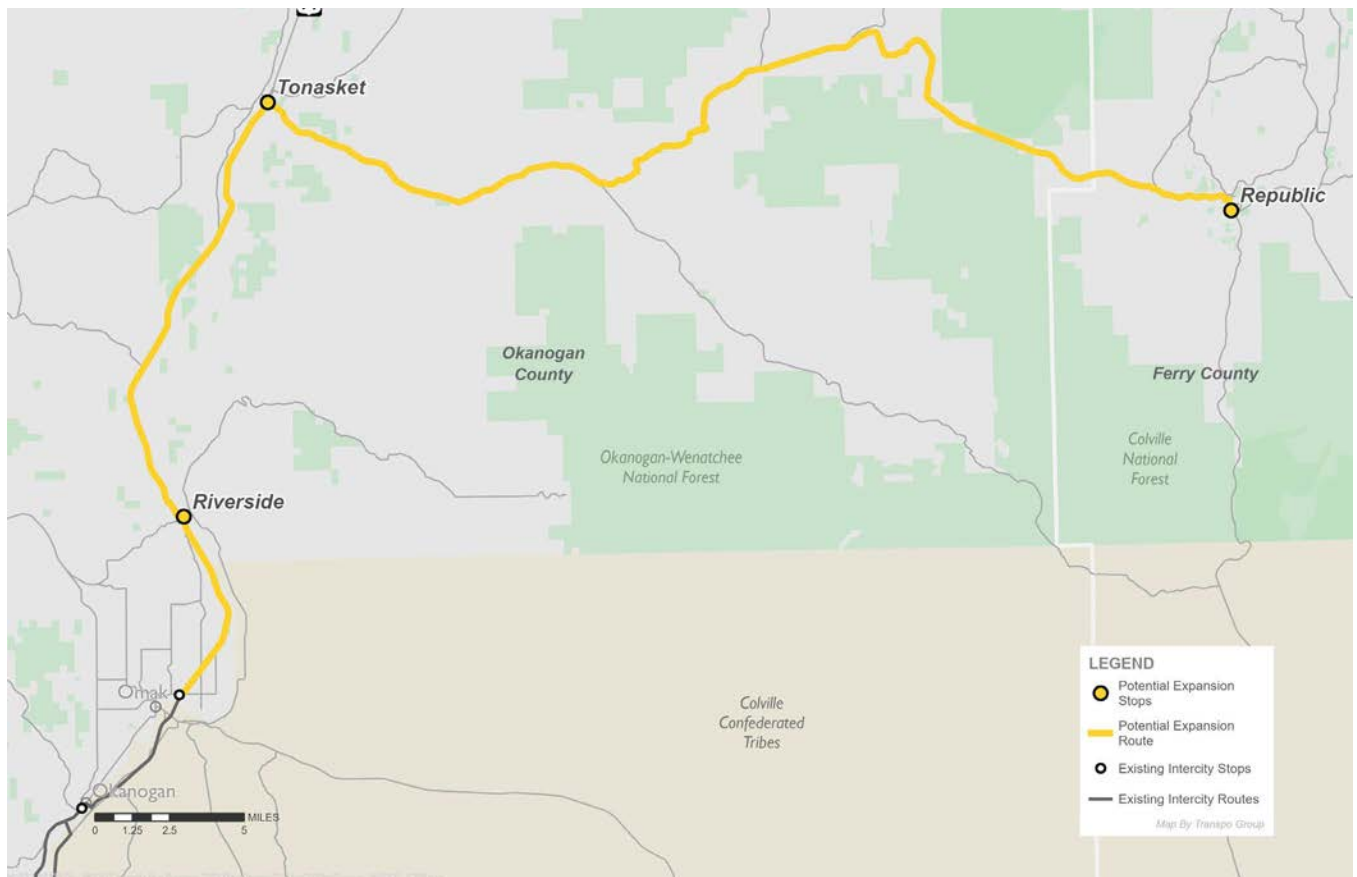 Tonasket
Republic
Okanogan
County
Ferry County
Okanogan-Wenatchee
National Forest
Colville
National
Forest
Riverside
Omak
Colville
Confederated
Tribes
Okanogan
MILES
0 1.25 2.5 5
LEGEND
Potential Expansion
Stops
Potential Expansion
Route
Existing Intercity Stops
Existing Intercity Routes
Map By Transpo Group